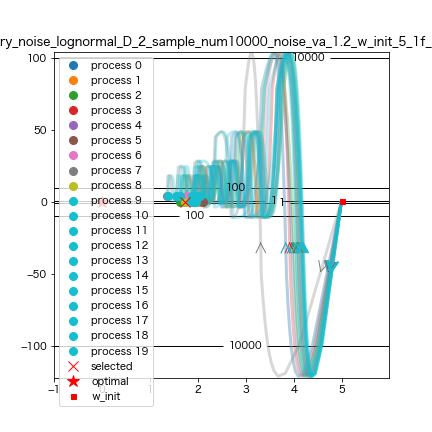 ry_noise_lognormal_D_2_sample_num10000_noise_va_1.2_w_init_5_1f_
100
50
0
−50
−100
−1
2
3
4
5
10000
100
1
1
100
10000
process 0
process 1
process 2
process 3
process 4
process 5
process 6
process 7
process 8
process 9
process 10
process 11
process 12
process 13
process 14
process 15
process 16
process 17
process 18
process 19
selected
optimal
w_init